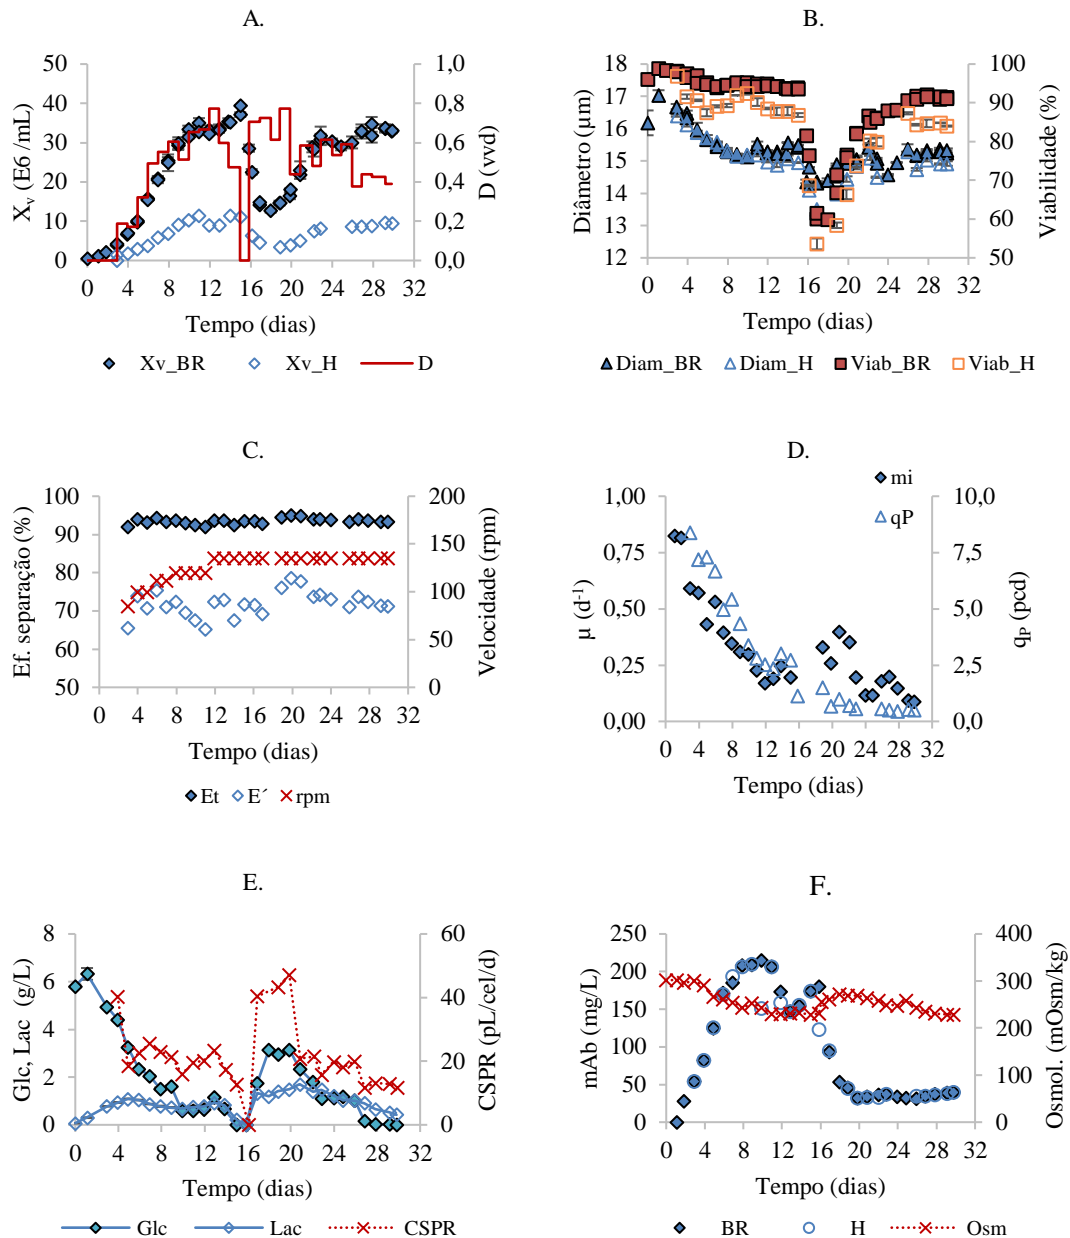 A.
50
40
30
20
10
0
Xv (E6 /mL)
1,0
0,8
0,6
0,4
0,2
0,0
D (vvd)
0 4 8 12 16 20 24 28 32
Tempo (dias)
Xv_BR Xv_H D
B.
18
17
16
15
14
13
12
Diâmetro (µm)
100
90
80
70
60
50
Viabilidade (%)
0 4 8 12 16 20 24 28 32
Tempo (dias)
Diam_BR Diam_H Viab_BR Viab_H
C.
100
90
80
70
60
50
Ef. separação (%)
200
150
100
50
0
Velocidade (rpm)
0 4 8 12 16 20 24 28 32
Tempo (dias)
Et E´ rpm
D.
mi
qP
1,00
0,75
0,50
0,25
0,00
µ (d-1)
10,0
7,5
5,0
2,5
0,0
qP (pcd)
0 4 8 12 16 20 24 28 32
Tempo (dias)
E.
8
6
4
2
0
Glc, Lac (g/L)
60
40
20
0
CSPR (pL/cel/d)
0 4 8 12 16 20 24 28 32
Tempo (dias)
Glc Lac CSPR
F.
250
200
150
100
50
0
mAb (mg/L)
400
300
200
100
0
Osmol. (mOsm/kg)
0 4 8 12 16 20 24 28 32
Tempo (dias)
BR H Osm